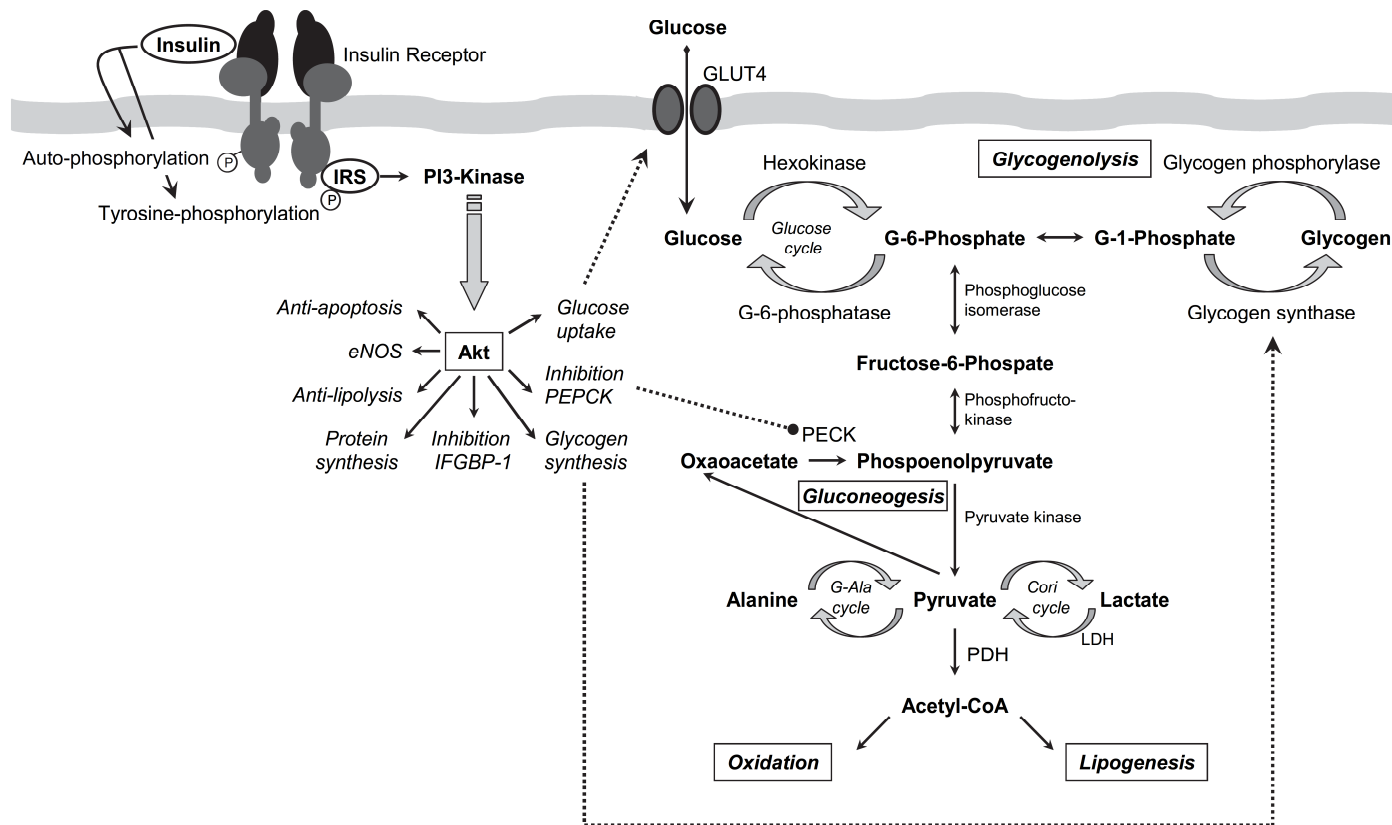 Insulin
Insulin Receptor
Auto-phosphorylation
P
Tyrosine-phosphorylation
P
IRS
PI3-Kinase
Anti-apoptosis
eNOS
Anti-lipolysis
Protein
synthesis
Inhibition
IFGBP-1
Glycogen
synthesis
Inhibition
PEPCK
Glucose
uptake
Akt
Glucose
GLUT4
Glucose
Hexokinase
Glucose
cycle
G-6-phosphatase
G-6-Phosphate
Glycogenolysis
G-1-Phosphate
Glycogen phosphorylase
Glycogen
Glycogen synthase
Phosphoglucose
isomerase
Fructose-6-Phospate
Phosphofructo-
kinase
PECK
Oxaoacetate
Phospoenolpyruvate
Gluconeogesis
Pyruvate kinase
Alanine
G-Ala
cycle
Pyruvate
Cori
cycle
Lactate
LDH
PDH
Acetyl-CoA
Oxidation
Lipogenesis